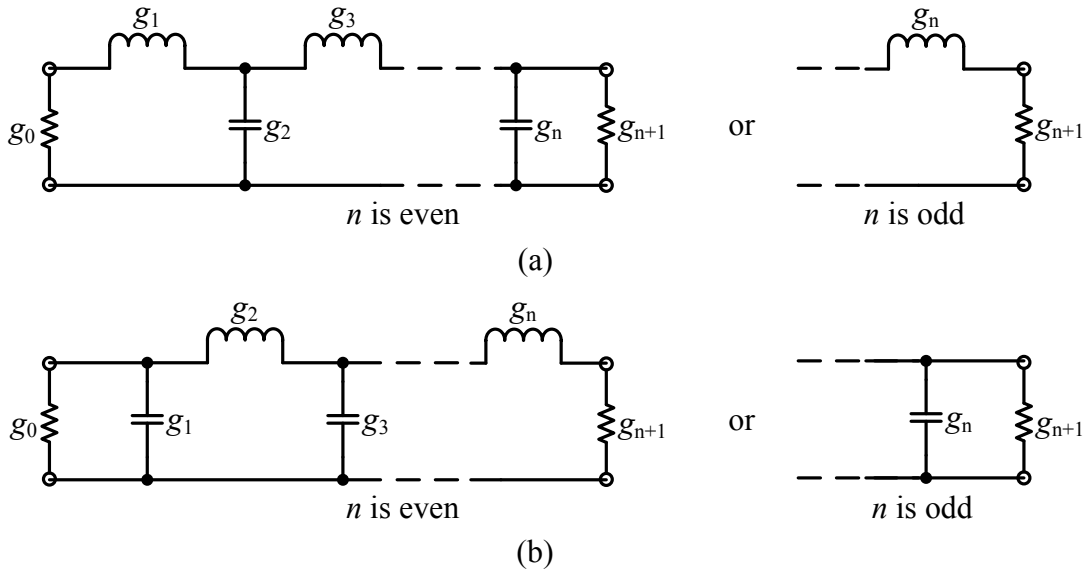 g1 g3 gn
g0 g2 gn gn+1 or gn+1
n is even n is odd
(a)
g2 gn
g0 g1 g3 gn+1 or gn gn+1
n is even n is odd
(b)